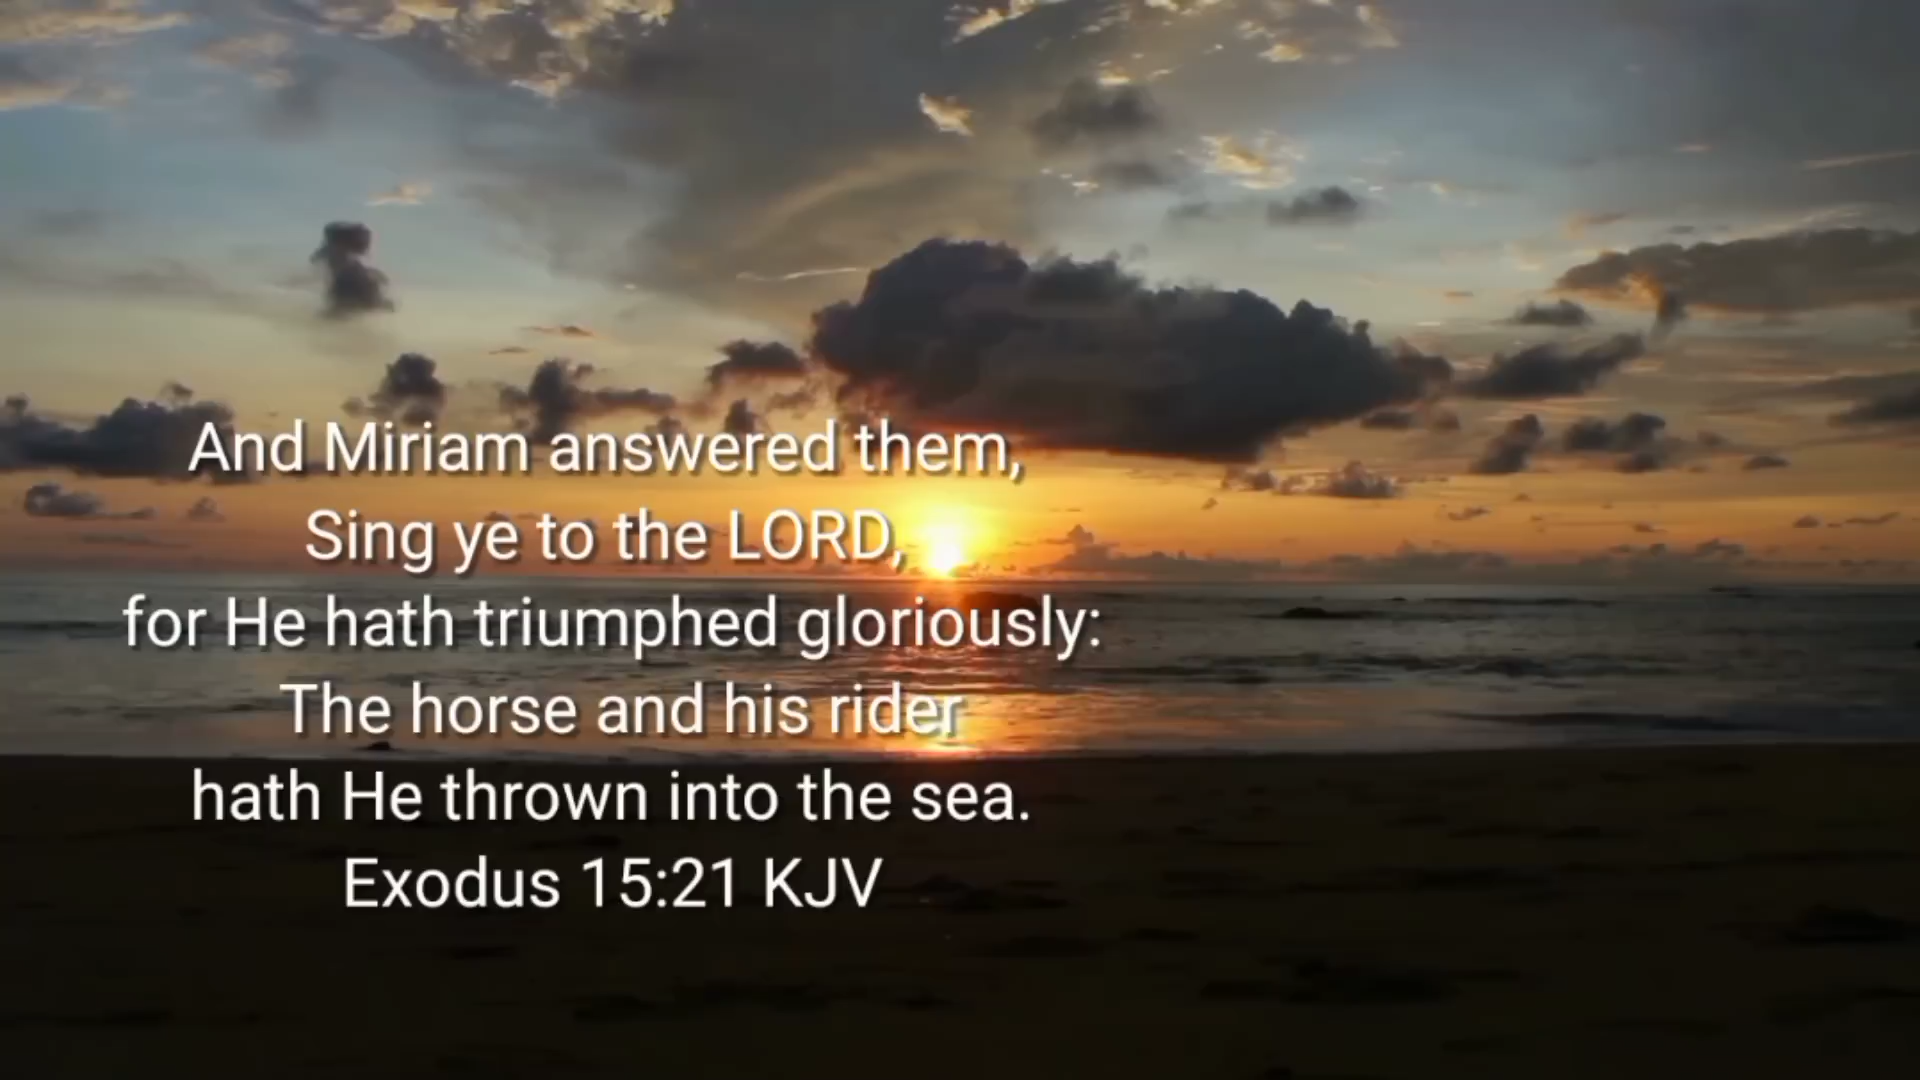 And Miriam answered them,
Sing ye to the LORD,
for He hath triumphed gloriously:
The horse and his rider
hath He thrown into the sea.
Exodus 15:21 KJV